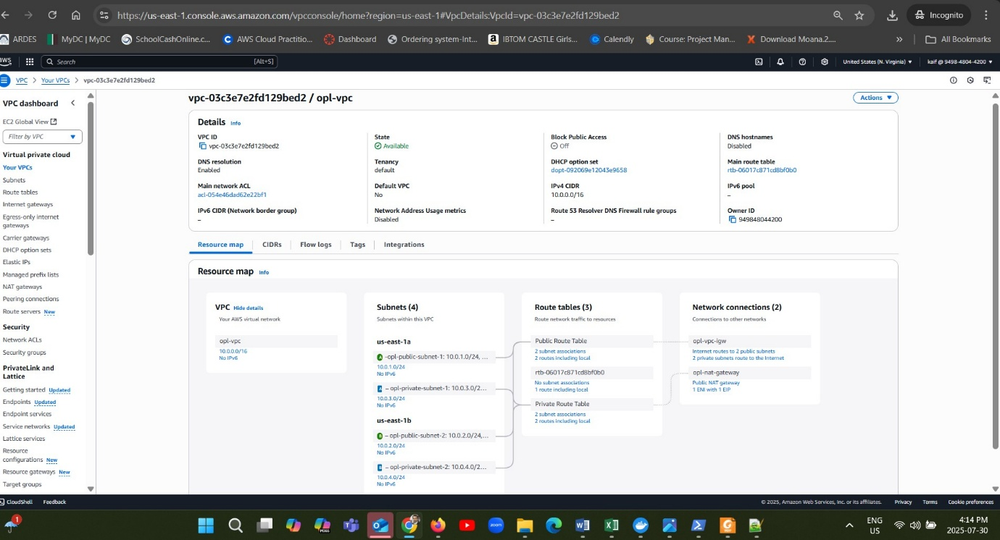 https://us-east-1.console.aws.amazon.com/vpcconsole/home?region=us-east-1#VpcDetails:VpcId=vpc-03c3e7e2fd129bed2
Incognito
ARDES
MyDC | MyDC
SchoolCashOnline.c...
AWS Cloud Practitio...
Dashboard
Ordering system-Int...
IBTOM CASTLE Girls...
Calendly
Course: Project Man...
Download Moana.2....
»
All Bookmarks
aws
Search
[Alt+S]
United States (N. Virginia)
kaif @ 9498-4804-4200
VPC
Your VPCs
vpc-03c3e7e2fd129bed2
VPC dashboard
EC2 Global View
Filter by VPC
Virtual private cloud
Your VPCs
Subnets
Route tables
Internet gateways
Egress-only internet
gateways
Carrier gateways
DHCP option sets
Elastic IPs
Managed prefix lists
NAT gateways
Peering connections
Route servers New
Security
Network ACLs
Security groups
PrivateLink and
Lattice
Getting started Updated
Endpoints Updated
Endpoint services
Service networks Updated
Lattice services
Resource
configurations New
Resource gateways New
Target groups
vpc-03c3e7e2fd129bed2 / opl-vpc
Actions
Details Info
VPC ID
vpc-03c3e7e2fd129bed2
State
Available
Block Public Access
Off
DNS hostnames
Disabled
DNS resolution
Enabled
Tenancy
default
DHCP option set
dopt-092069e12043e9658
Main route table
rtb-06017c871cd8bf0b0
Main network ACL
acl-054e46dad62e22bf1
Default VPC
No
IPv4 CIDR
10.0.0.0/16
IPv6 pool
–
IPv6 CIDR (Network border group)
–
Network Address Usage metrics
Disabled
Route 53 Resolver DNS Firewall rule groups
–
Owner ID
949848044200
Resource map
CIDRs
Flow logs
Tags
Integrations
Resource map Info
VPC Hide details
Your AWS virtual network
opl-vpc
10.0.0.0/16
No IPv6
Subnets (4)
Subnets within this VPC
us-east-1a
A -opl-public-subnet-1: 10.0.1.0/24, ...
10.0.1.0/24
No IPv6
A – opl-private-subnet-1: 10.0.3.0/2...
10.0.3.0/24
No IPv6
us-east-1b
B – opl-public-subnet-2: 10.0.2.0/24,...
10.0.2.0/24
No IPv6
B – opl-private-subnet-2: 10.0.4.0/2...
10.0.4.0/24
No IPv6
Route tables (3)
Route network traffic to resources
Public Route Table
2 subnet associations
2 routes including local
rtb-06017c871cd8bf0b0
No subnet associations
1 route including local
Private Route Table
2 subnet associations
2 routes including local
Network connections (2)
Connections to other networks
opl-vpc-igw
Internet routes to 2 public subnets
2 private subnets route to the Internet
opl-nat-gateway
Public NAT gateway
1 ENI with 1 EIP
CloudShell
Feedback
© 2025, Amazon Web Services, Inc. or its affiliates.
Privacy
Terms
Cookie preferences
1
zoom
ENG
US
4:14 PM
2025-07-30